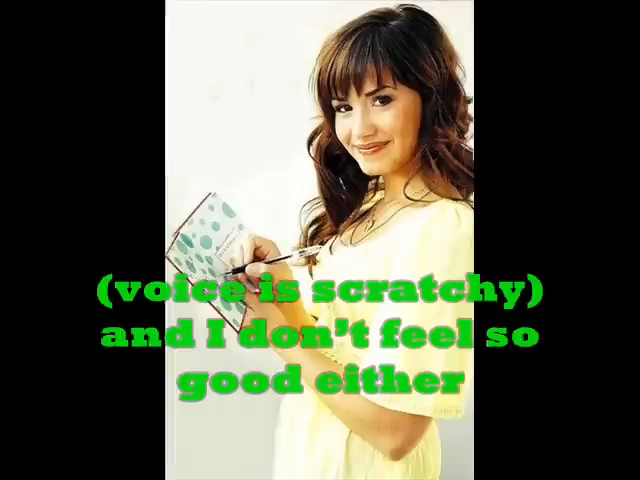 (voice is scratchy)
and I don't feel so
good either